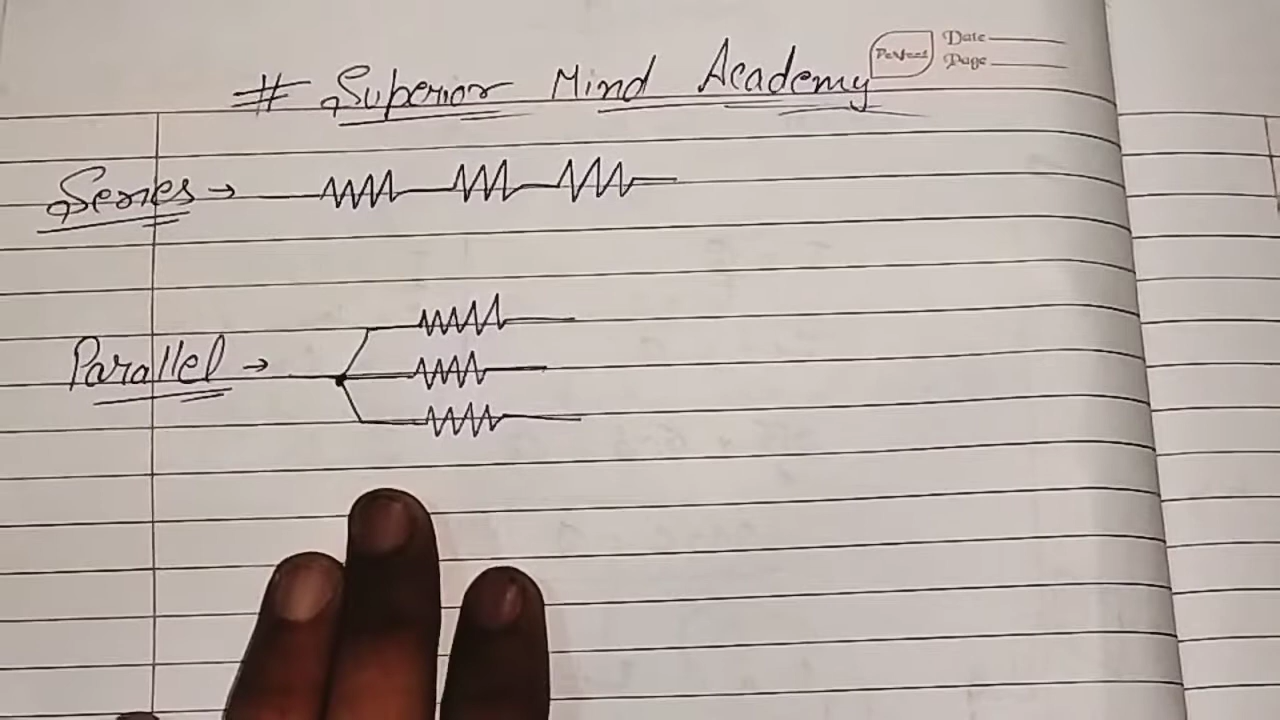 # Superior Mind Academy
Perfect
Date
Page
Series →
Parallel →